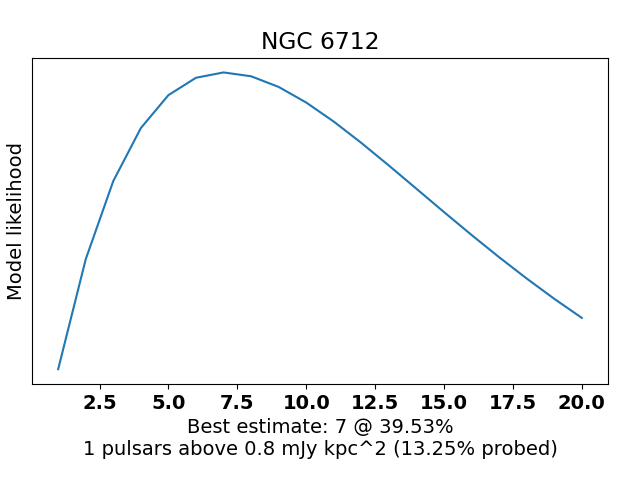 NGC 6712
Model likelihood
2.5 5.0 7.5 10.0 12.5 15.0 17.5 20.0
Best estimate: 7 @ 39.53%
1 pulsars above 0.8 mJy kpc^2 (13.25% probed)